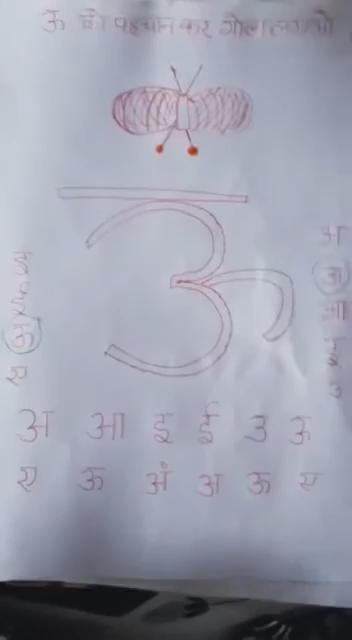 ऊ को पहचान कर गोला लगाओ
ऊ
अ आ इ ई उ ऊ
ए ऊ अं अ ऊ ए
अ
अ
आ